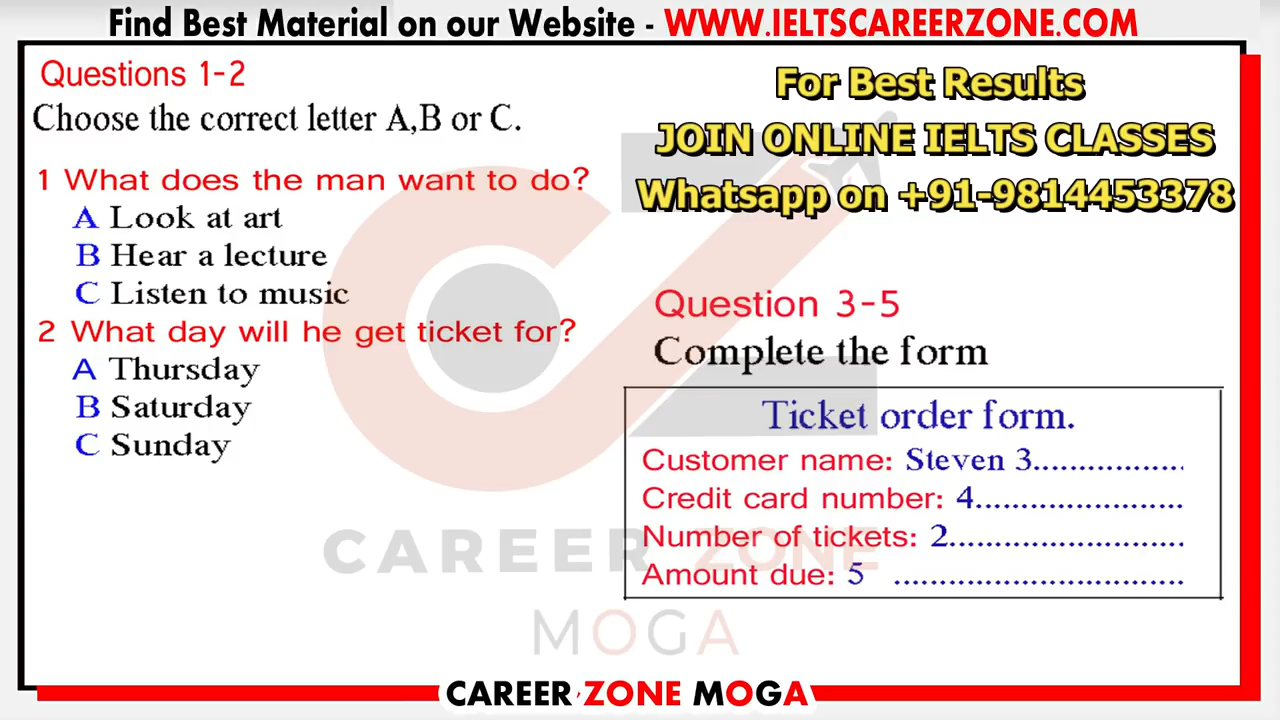 Find Best Material on our Website - WWW.IELTSCAREERZONE.COM
Questions 1-2
Choose the correct letter A,B or C.
1 What does the man want to do?
A Look at art
B Hear a lecture
C Listen to music
2 What day will he get ticket for?
A Thursday
B Saturday
C Sunday
For Best Results
JOIN ONLINE IELTS CLASSES
Whatsapp on +91-9814453378
Question 3-5
Complete the form
Ticket order form.
Customer name: Steven 3.................
Credit card number: 4.......................
Number of tickets: 2..........................
Amount due: 5 ................................
CAREER ZONE
MOGA
CAREER ZONE MOGA